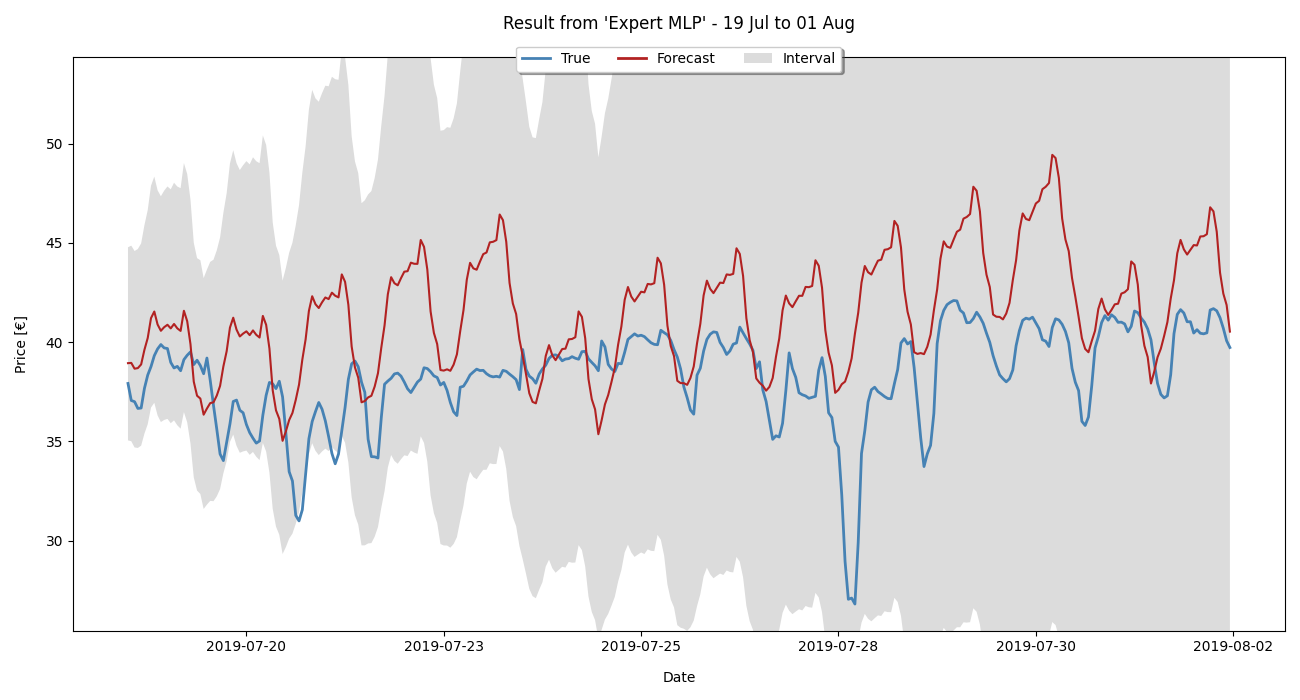 Result from 'Expert MLP' - 19 Jul to 01 Aug
True Forecast Interval
Price [€]
50
45
40
35
30
2019-07-20 2019-07-23 2019-07-25 2019-07-28 2019-07-30 2019-08-02
Date